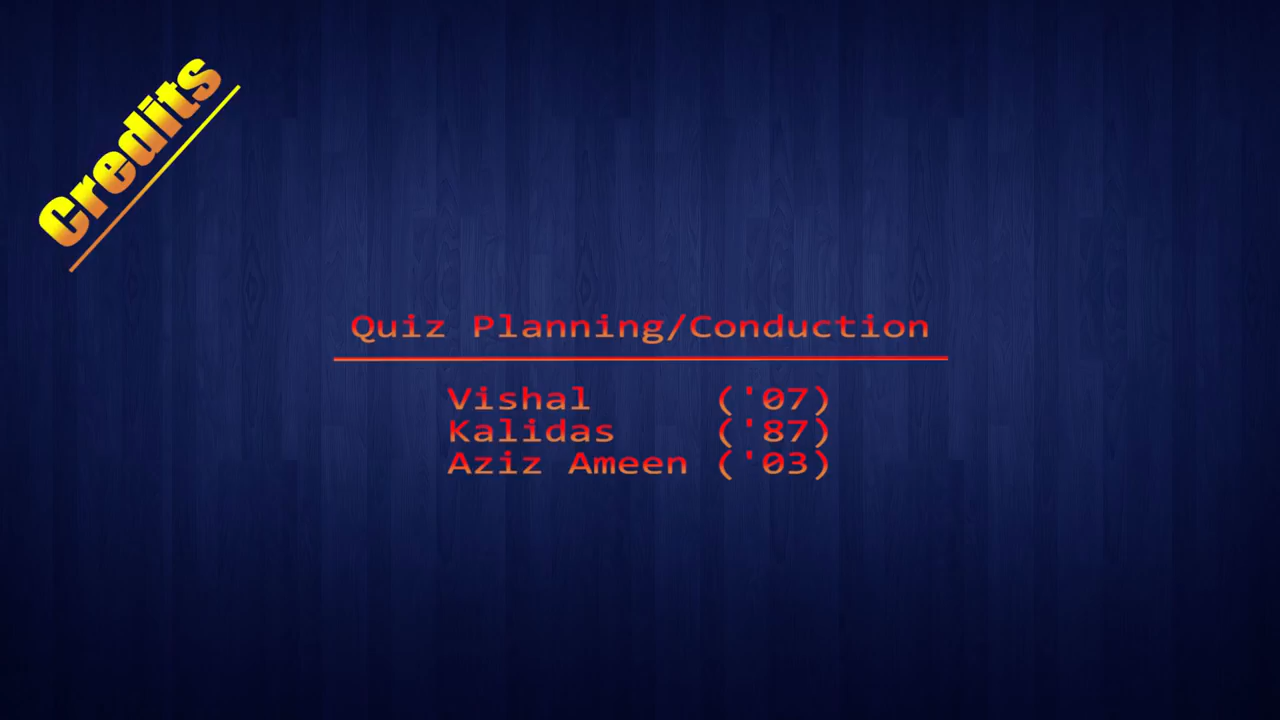 Credits
Quiz Planning/Conduction
Vishal ('07)
Kalidas ('87)
Aziz Ameen ('03)